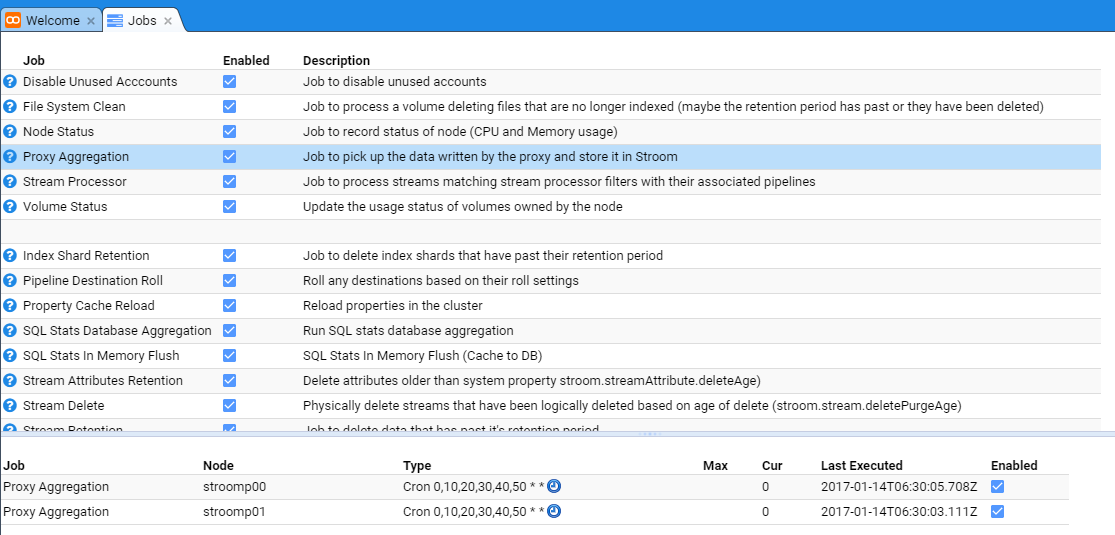 Welcome × Jobs ×
Job Enabled Description
Disable Unused Acccounts Job to disable unused accounts
File System Clean Job to process a volume deleting files that are no longer indexed (maybe the retention period has past or they have been deleted)
Node Status Job to record status of node (CPU and Memory usage)
Proxy Aggregation Job to pick up the data written by the proxy and store it in Stroom
Stream Processor Job to process streams matching stream processor filters with their associated pipelines
Volume Status Update the usage status of volumes owned by the node
Index Shard Retention Job to delete index shards that have past their retention period
Pipeline Destination Roll Roll any destinations based on their roll settings
Property Cache Reload Reload properties in the cluster
SQL Stats Database Aggregation Run SQL stats database aggregation
SQL Stats In Memory Flush SQL Stats In Memory Flush (Cache to DB)
Stream Attributes Retention Delete attributes older than system property stroom.streamAttribute.deleteAge)
Stream Delete Physically delete streams that have been logically deleted based on age of delete (stroom.stream.deletePurgeAge)
Stream Retention Job to delete data that has past it's retention period
Job Node Type Max Cur Last Executed Enabled
Proxy Aggregation stroomp00 Cron 0,10,20,30,40,50 * * 0 2017-01-14T06:30:05.708Z
Proxy Aggregation stroomp01 Cron 0,10,20,30,40,50 * * 0 2017-01-14T06:30:03.111Z